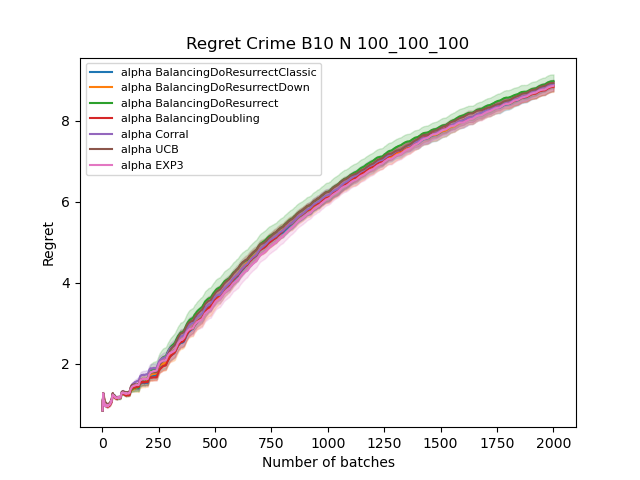 Regret Crime B10 N 100_100_100
alpha BalancingDoResurrectClassic
alpha BalancingDoResurrectDown
alpha BalancingDoResurrect
alpha BalancingDoubling
alpha Corral
alpha UCB
alpha EXP3
8
6
4
2
Regret
0 250 500 750 1000 1250 1500 1750 2000
Number of batches